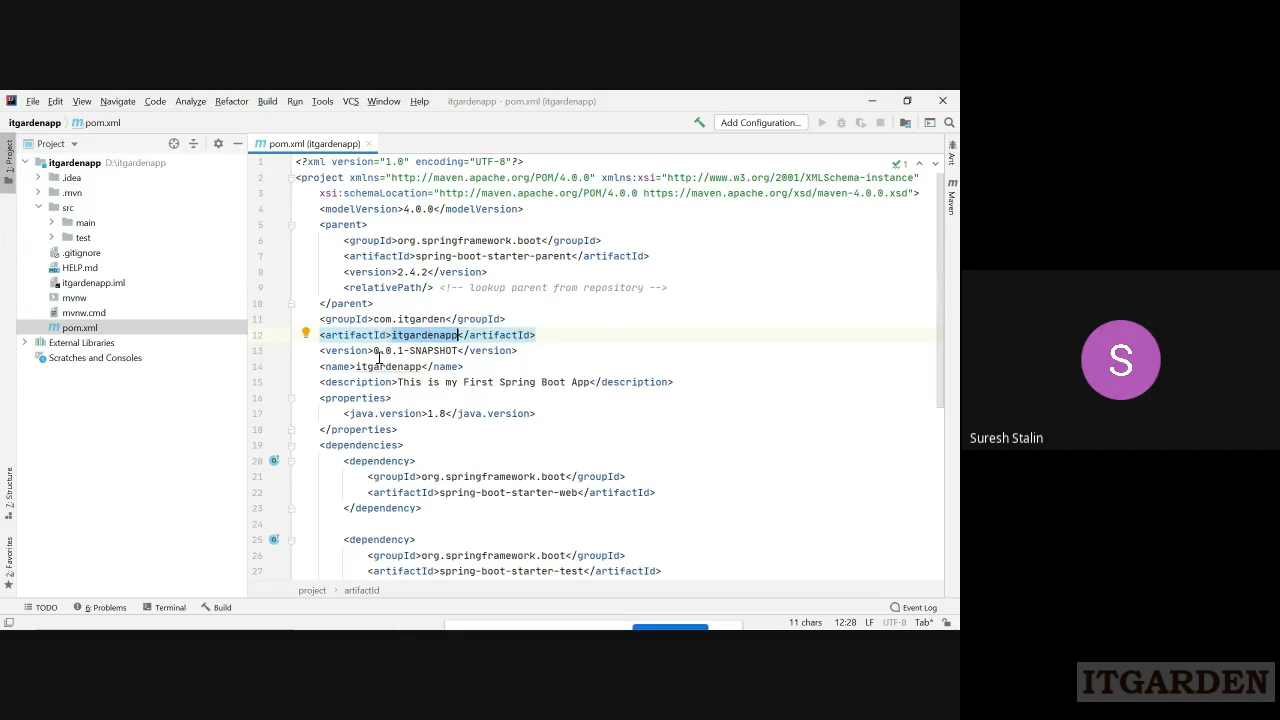 File Edit View Navigate Code Analyze Refactor Build Run Tools VCS Window Help itgardenapp - pom.xml (itgardenapp)
itgardenapp pom.xml Add Configuration...
Project pom.xml (itgardenapp)
itgardenapp D:\itgardenapp
.idea
.mvn
src
main
test
.gitignore
HELP.md
itgardenapp.iml
mvnw
mvnw.cmd
pom.xml
External Libraries
Scratches and Consoles
1: Project
7: Structure
2: Favorites
1 <?xml version="1.0" encoding="UTF-8"?>
2 <project xmlns="http://maven.apache.org/POM/4.0.0" xmlns:xsi="http://www.w3.org/2001/XMLSchema-instance"
3 xsi:schemaLocation="http://maven.apache.org/POM/4.0.0 https://maven.apache.org/xsd/maven-4.0.0.xsd">
4 <modelVersion>4.0.0</modelVersion>
5 <parent>
6 <groupId>org.springframework.boot</groupId>
7 <artifactId>spring-boot-starter-parent</artifactId>
8 <version>2.4.2</version>
9 <relativePath/> <!-- lookup parent from repository -->
10 </parent>
11 <groupId>com.itgarden</groupId>
12 <artifactId>itgardenapp</artifactId>
13 <version>0.0.1-SNAPSHOT</version>
14 <name>itgardenapp</name>
15 <description>This is my First Spring Boot App</description>
16 <properties>
17 <java.version>1.8</java.version>
18 </properties>
19 <dependencies>
20 <dependency>
21 <groupId>org.springframework.boot</groupId>
22 <artifactId>spring-boot-starter-web</artifactId>
23 </dependency>
24
25 <dependency>
26 <groupId>org.springframework.boot</groupId>
27 <artifactId>spring-boot-starter-test</artifactId>
1
Ant
Maven
project artifactId
TODO 6: Problems Terminal Build Event Log
11 chars 12:28 LF UTF-8 Tab*
S
Suresh Stalin
ITGARDEN